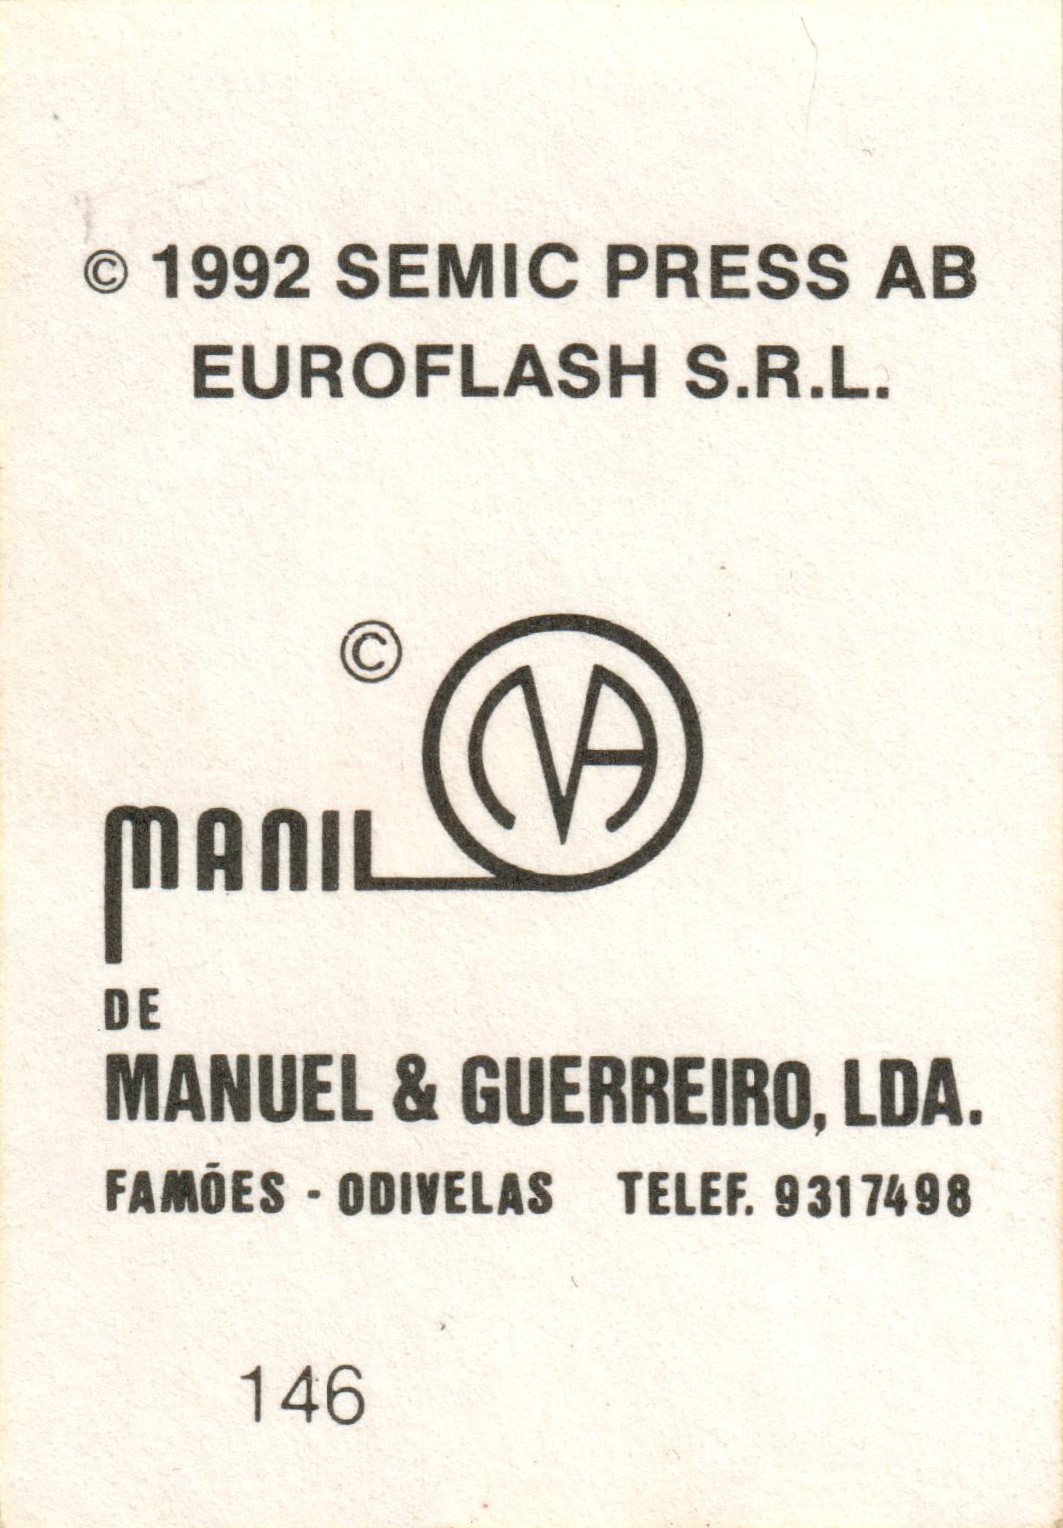 © 1992 SEMIC PRESS AB
EUROFLASH S.R.L.
©
MANIL
DE
MANUEL & GUERREIRO, LDA.
FAMÕES - ODIVELAS TELEF. 9317498
146